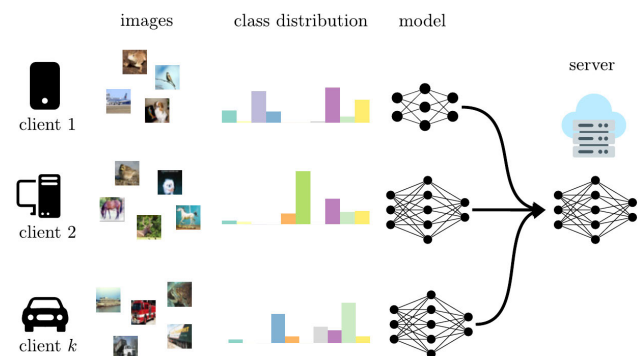 images class distribution model
server
client 1
client 2
client k